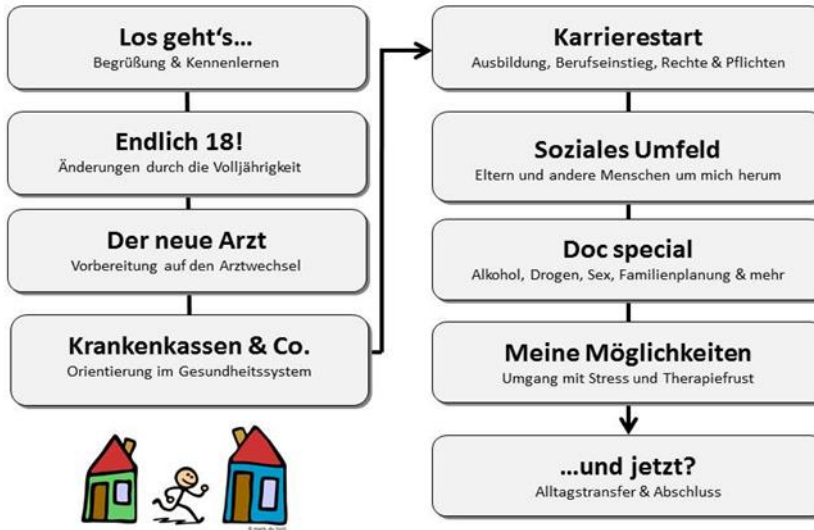 Los geht's...
Begrüßung & Kennenlernen
Endlich 18!
Änderungen durch die Volljährigkeit
Der neue Arzt
Vorbereitung auf den Arztwechsel
Krankenkassen & Co.
Orientierung im Gesundheitssystem
Karrierestart
Ausbildung, Berufseinstieg, Rechte & Pflichten
Soziales Umfeld
Eltern und andere Menschen um mich herum
Doc special
Alkohol, Drogen, Sex, Familienplanung & mehr
Meine Möglichkeiten
Umgang mit Stress und Therapiefrust
...und jetzt?
Alltagstransfer & Abschluss